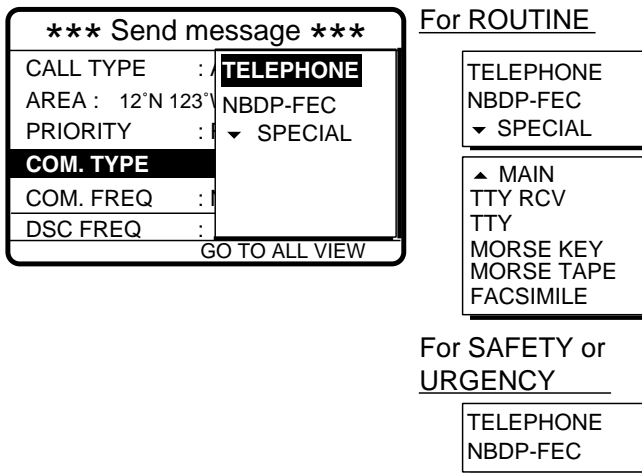 *** Send message ***
CALL TYPE : A
AREA : 12˚N 123˚W
PRIORITY :
COM. TYPE
COM. FREQ :
DSC FREQ :
GO TO ALL VIEW
TELEPHONE
NBDP-FEC
▼ SPECIAL
For ROUTINE
TELEPHONE
NBDP-FEC
▼ SPECIAL
▲ MAIN
TTY RCV
TTY
MORSE KEY
MORSE TAPE
FACSIMILE
For SAFETY or
URGENCY
TELEPHONE
NBDP-FEC